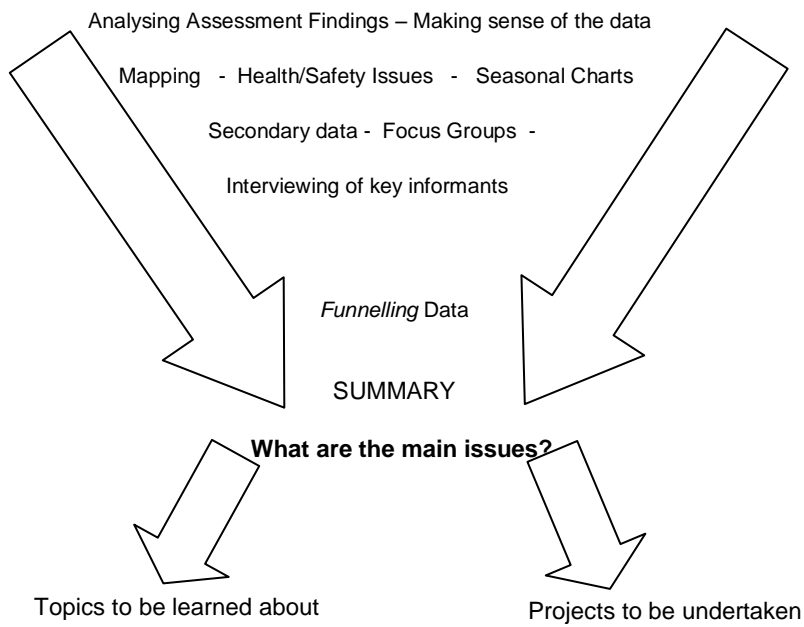 Analysing Assessment Findings – Making sense of the data
Mapping - Health/Safety Issues - Seasonal Charts
Secondary data - Focus Groups -
Interviewing of key informants
Funnelling Data
SUMMARY
What are the main issues?
Topics to be learned about
Projects to be undertaken